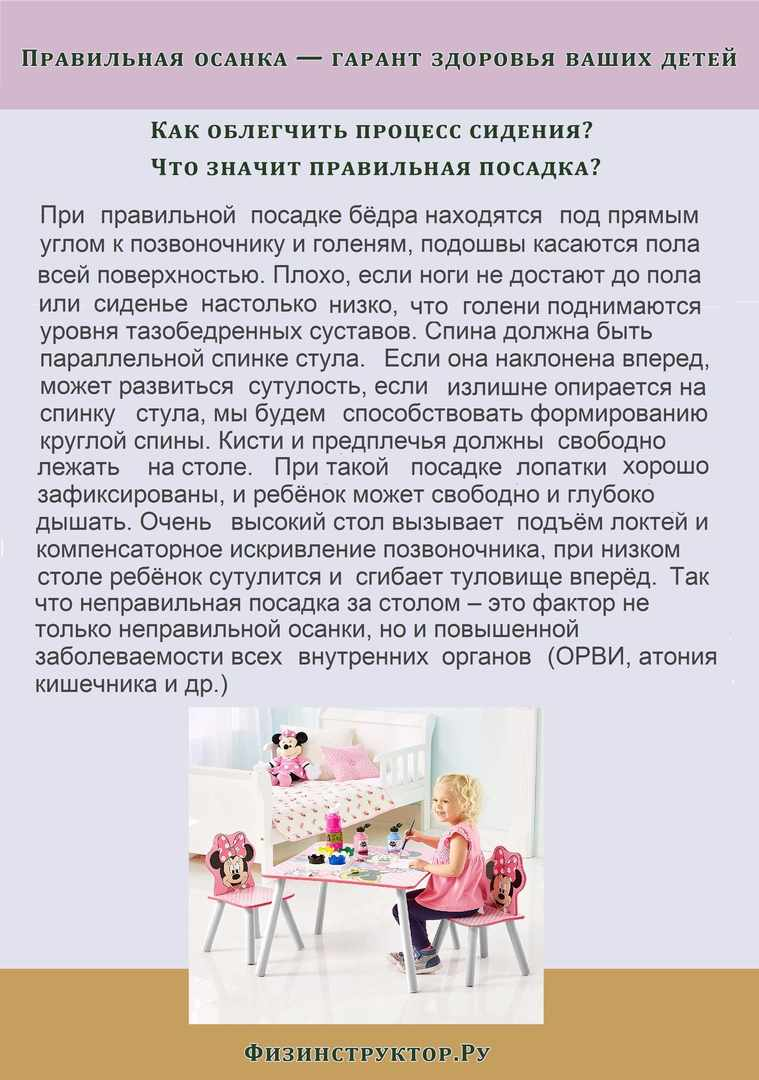 Правильная осанка — гарант здоровья ваших детей
Как облегчить процесс сидения?
Что значит правильная посадка?
При правильной посадке бёдра находятся под прямым
углом к позвоночнику и голеням, подошвы касаются пола
всей поверхностью. Плохо, если ноги не достают до пола
или сиденье настолько низко, что голени поднимаются
уровня тазобедренных суставов. Спина должна быть
параллельной спинке стула. Если она наклонена вперед,
может развиться сутулость, если излишне опирается на
спинку стула, мы будем способствовать формированию
круглой спины. Кисти и предплечья должны свободно
лежать на столе. При такой посадке лопатки хорошо
зафиксированы, и ребёнок может свободно и глубоко
дышать. Очень высокий стол вызывает подъём локтей и
компенсаторное искривление позвоночника, при низком
столе ребёнок сутулится и сгибает туловище вперёд. Так
что неправильная посадка за столом – это фактор не
только неправильной осанки, но и повышенной
заболеваемости всех внутренних органов (ОРВИ, атония
кишечника и др.)
Физинструктор.Ру